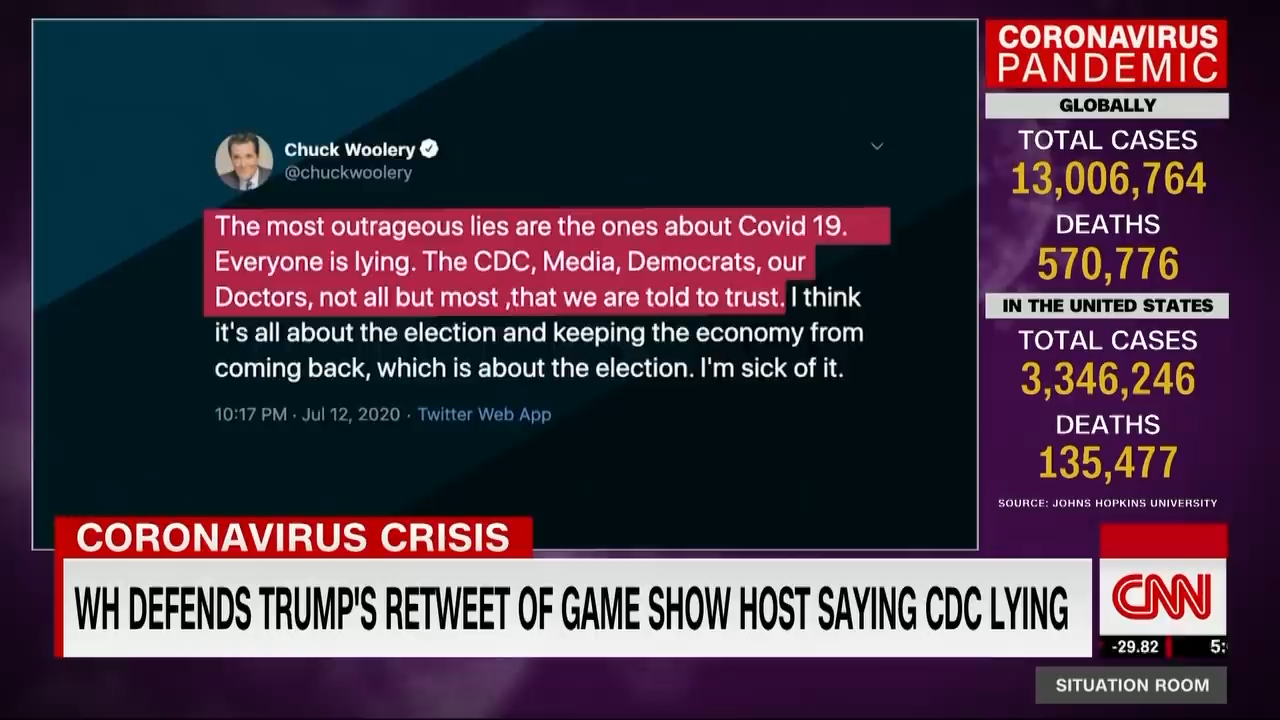 Chuck Woolery
@chuckwoolery
The most outrageous lies are the ones about Covid 19.
Everyone is lying. The CDC, Media, Democrats, our
Doctors, not all but most ,that we are told to trust. I think
it's all about the election and keeping the economy from
coming back, which is about the election. I'm sick of it.
10:17 PM · Jul 12, 2020 · Twitter Web App
CORONAVIRUS
PANDEMIC
GLOBALLY
TOTAL CASES
13,006,764
DEATHS
570,776
IN THE UNITED STATES
TOTAL CASES
3,346,246
DEATHS
135,477
SOURCE: JOHNS HOPKINS UNIVERSITY
CORONAVIRUS CRISIS
WH DEFENDS TRUMP'S RETWEET OF GAME SHOW HOST SAYING CDC LYING
CNN
-29.82 5:
SITUATION ROOM